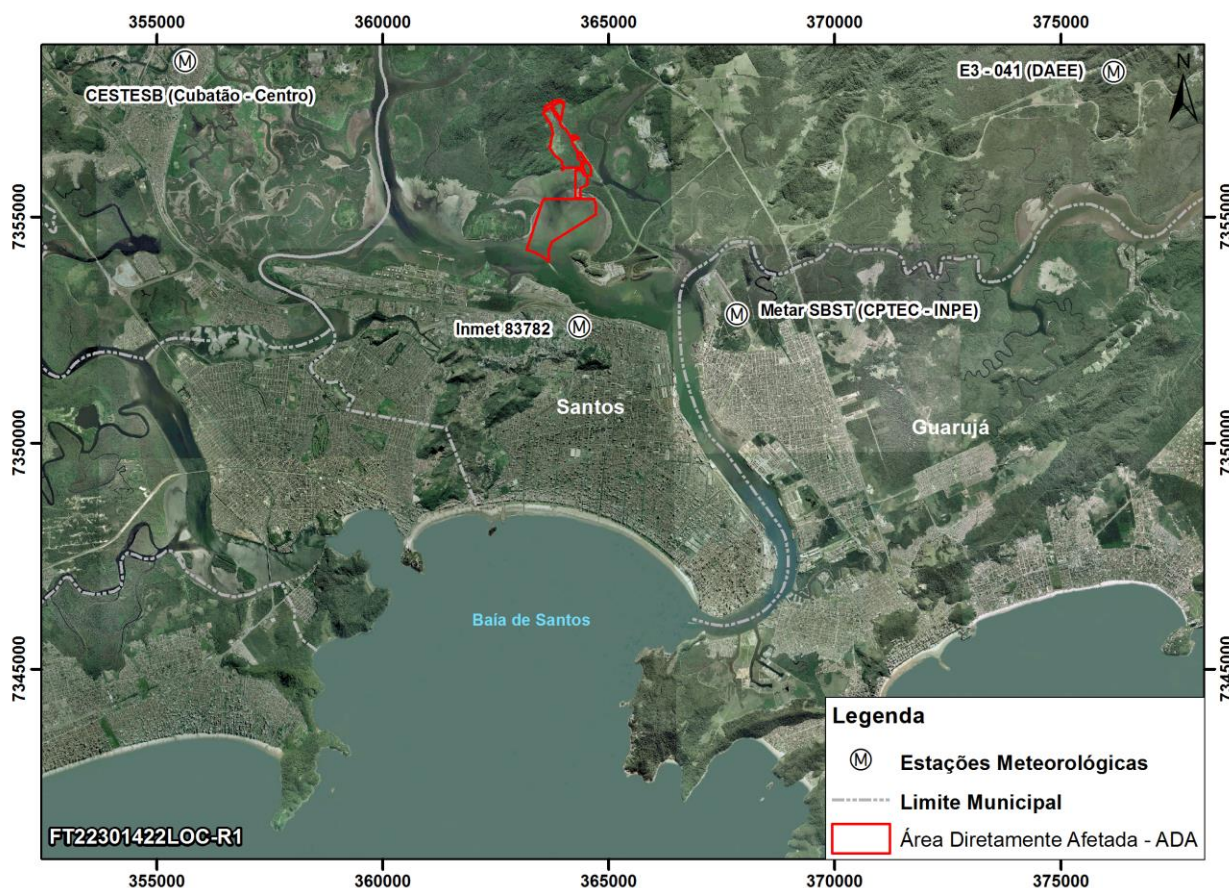 355000
360000
365000
370000
375000
E3 - 041 (DAEE)
N
CESTESB (Cubatão - Centro)
7355000
7355000
Metar SBST (CPTEC - INPE)
Inmet 83782
Santos
Guarujá
7350000
7350000
Baía de Santos
7345000
7345000
Legenda
M Estações Meteorológicas
Limite Municipal
Área Diretamente Afetada - ADA
FT22301422LOC-R1
355000
360000
365000
370000
375000
M
M
M
M